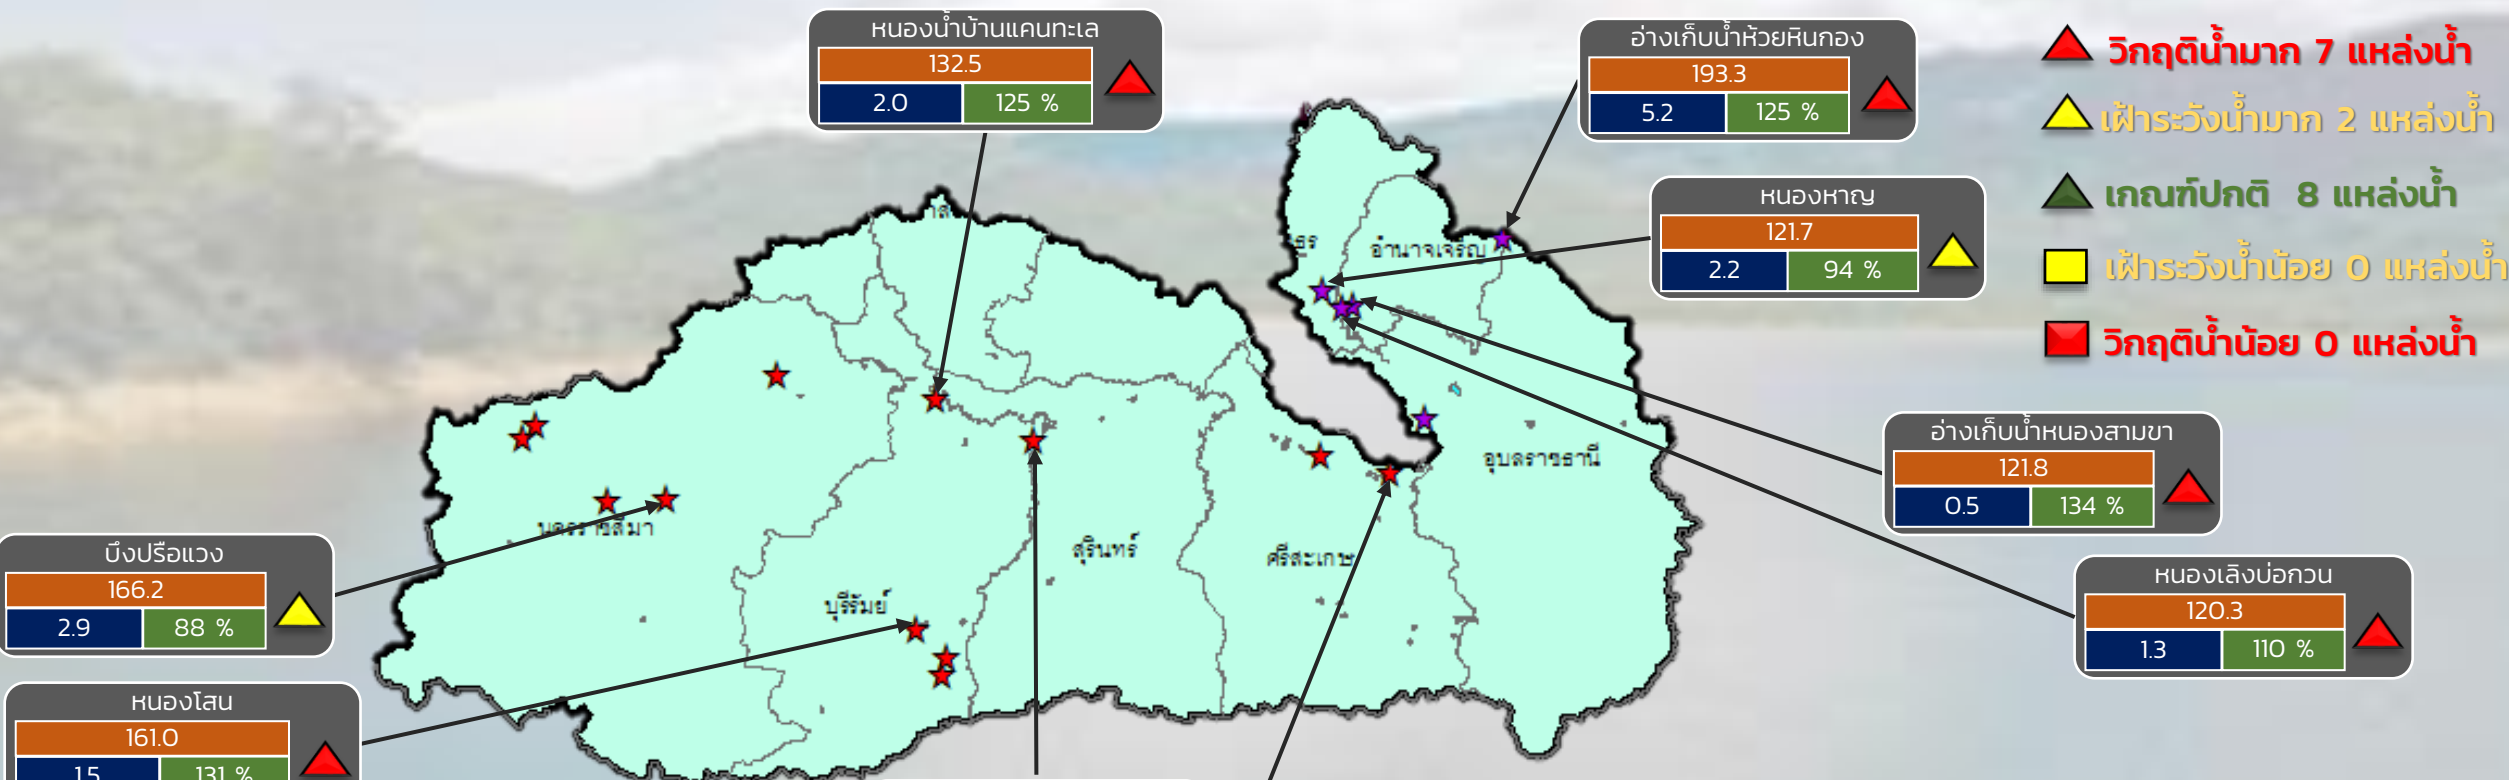 หนองน้ำบ้านแคนทะเล
132.5
2.0 125 %
อ่างเก็บน้ำห้วยหินกอง
193.3
5.2 125 %
วิกฤติน้ำมาก 7 แหล่งน้ำ
เฝ้าระวังน้ำมาก 2 แหล่งน้ำ
เกณฑ์ปกติ 8 แหล่งน้ำ
เฝ้าระวังน้ำน้อย 0 แหล่งน้ำ
วิกฤติน้ำน้อย 0 แหล่งน้ำ
หนองหาญ
121.7
2.2 94 %
อำนาจเจริญ
อุบลราชธานี
อ่างเก็บน้ำหนองสามขา
121.8
0.5 134 %
หนองเลิงบ่อกวน
120.3
1.3 110 %
นครราชสีมา
สุรินทร์
ศรีสะเกษ
บุรีรัมย์
บึงปรือแวง
166.2
2.9 88 %
หนองโสน
161.0
1.5 131 %